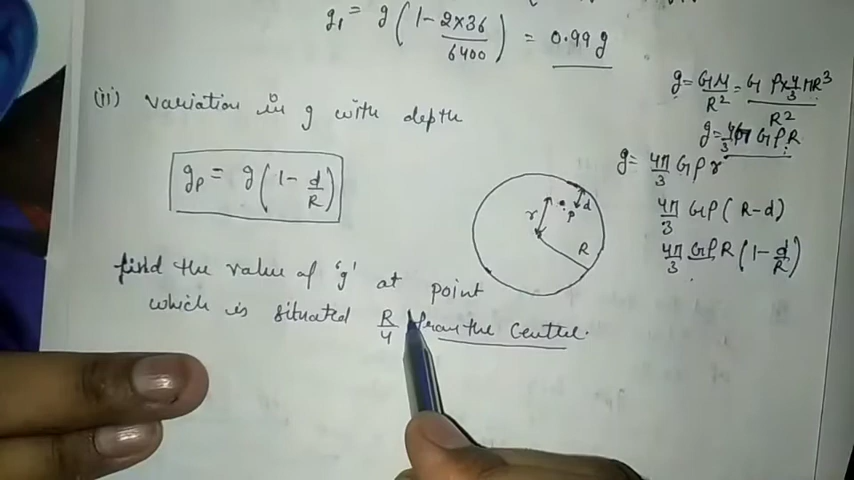 g₁ = g(1 - 2×36/6400) = 0.99g
(ii) variation in g with depth
gₚ = g(1 - d/R)
g = GM/R² = G ρ×4/3 πR³/R²
g = 4/3 GρR
g = 4π/3 Gρr
4π/3 Gρ(R-d)
4π/3 GρR(1 - d/R)
r P d
R
find the value of 'g' at point
which is situated R/4 from the Centre.